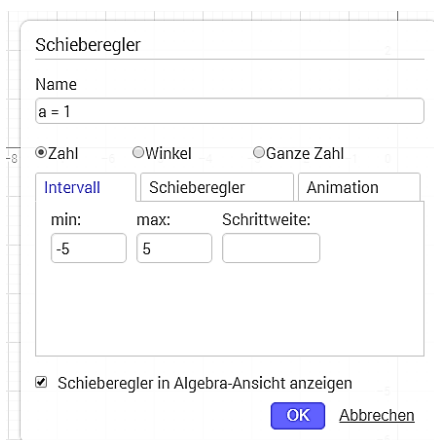 Schieberegler
Name
a = 1
-8
Zahl Winkel Ganze Zahl
Intervall Schieberegler Animation
min: max: Schrittweite:
-5 5
Schieberegler in Algebra-Ansicht anzeigen
OK Abbrechen